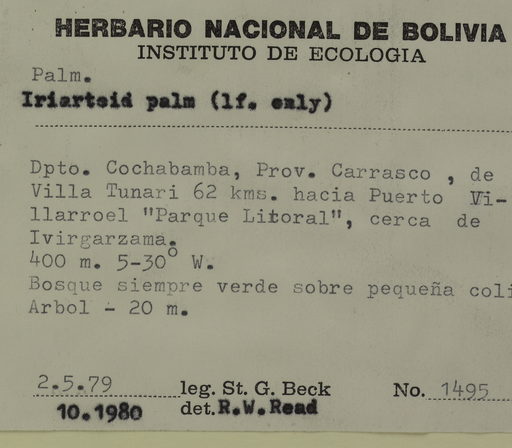 HERBARIO NACIONAL DE BOLIVIA
INSTITUTO DE ECOLOGIA
Palm.
Iriarteid palm (lf. only)
Dpto. Cochabamba, Prov. Carrasco , de
Villa Tunari 62 kms. hacia Puerto Vi-
llarroel "Parque Litoral", cerca de
Ivirgarzama.
400 m. 5-30° W.
Bosque siempre verde sobre pequeña coli
Arbol - 20 m.
2.5.79 leg. St. G. Beck No. 1495
10.1980 det. R.W.Read